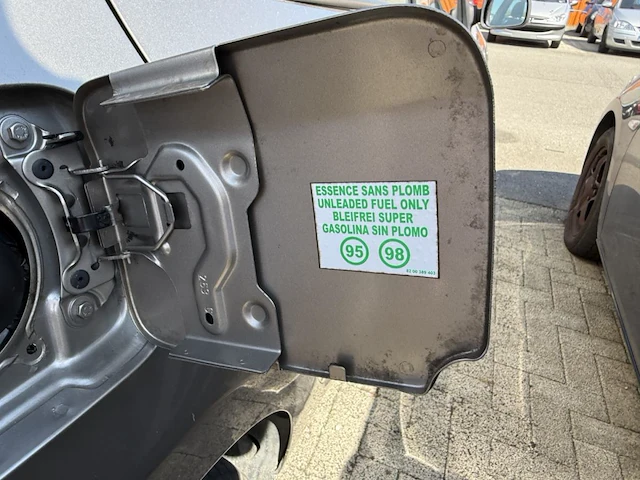 ESSENCE SANS PLOMB
UNLEADED FUEL ONLY
BLEIFREI SUPER
GASOLINA SIN PLOMO
95 98